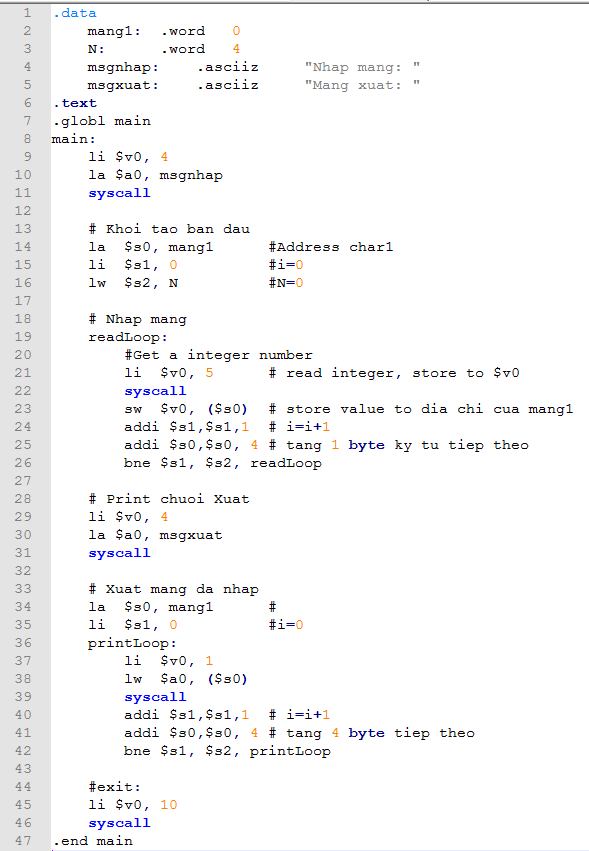 1 .data
2 mang1: .word 0
3 N: .word 4
4 msgnhap: .asciiz "Nhap mang: "
5 msgxuat: .asciiz "Mang xuat: "
6 .text
7 .globl main
8 main:
9 li $v0, 4
10 la $a0, msgnhap
11 syscall
12
13 # Khoi tao ban dau
14 la $s0, mang1 #Address char1
15 li $s1, 0 #i=0
16 lw $s2, N #N=0
17
18 # Nhap mang
19 readLoop:
20 #Get a integer number
21 li $v0, 5 # read integer, store to $v0
22 syscall
23 sw $v0, ($s0) # store value to dia chi cua mang1
24 addi $s1,$s1,1 # i=i+1
25 addi $s0,$s0, 4 # tang 1 byte ky tu tiep theo
26 bne $s1, $s2, readLoop
27
28 # Print chuoi Xuat
29 li $v0, 4
30 la $a0, msgxuat
31 syscall
32
33 # Xuat mang da nhap
34 la $s0, mang1 #
35 li $s1, 0 #i=0
36 printLoop:
37 li $v0, 1
38 lw $a0, ($s0)
39 syscall
40 addi $s1,$s1,1 # i=i+1
41 addi $s0,$s0, 4 # tang 4 byte tiep theo
42 bne $s1, $s2, printLoop
43
44 #exit:
45 li $v0, 10
46 syscall
47 .end main